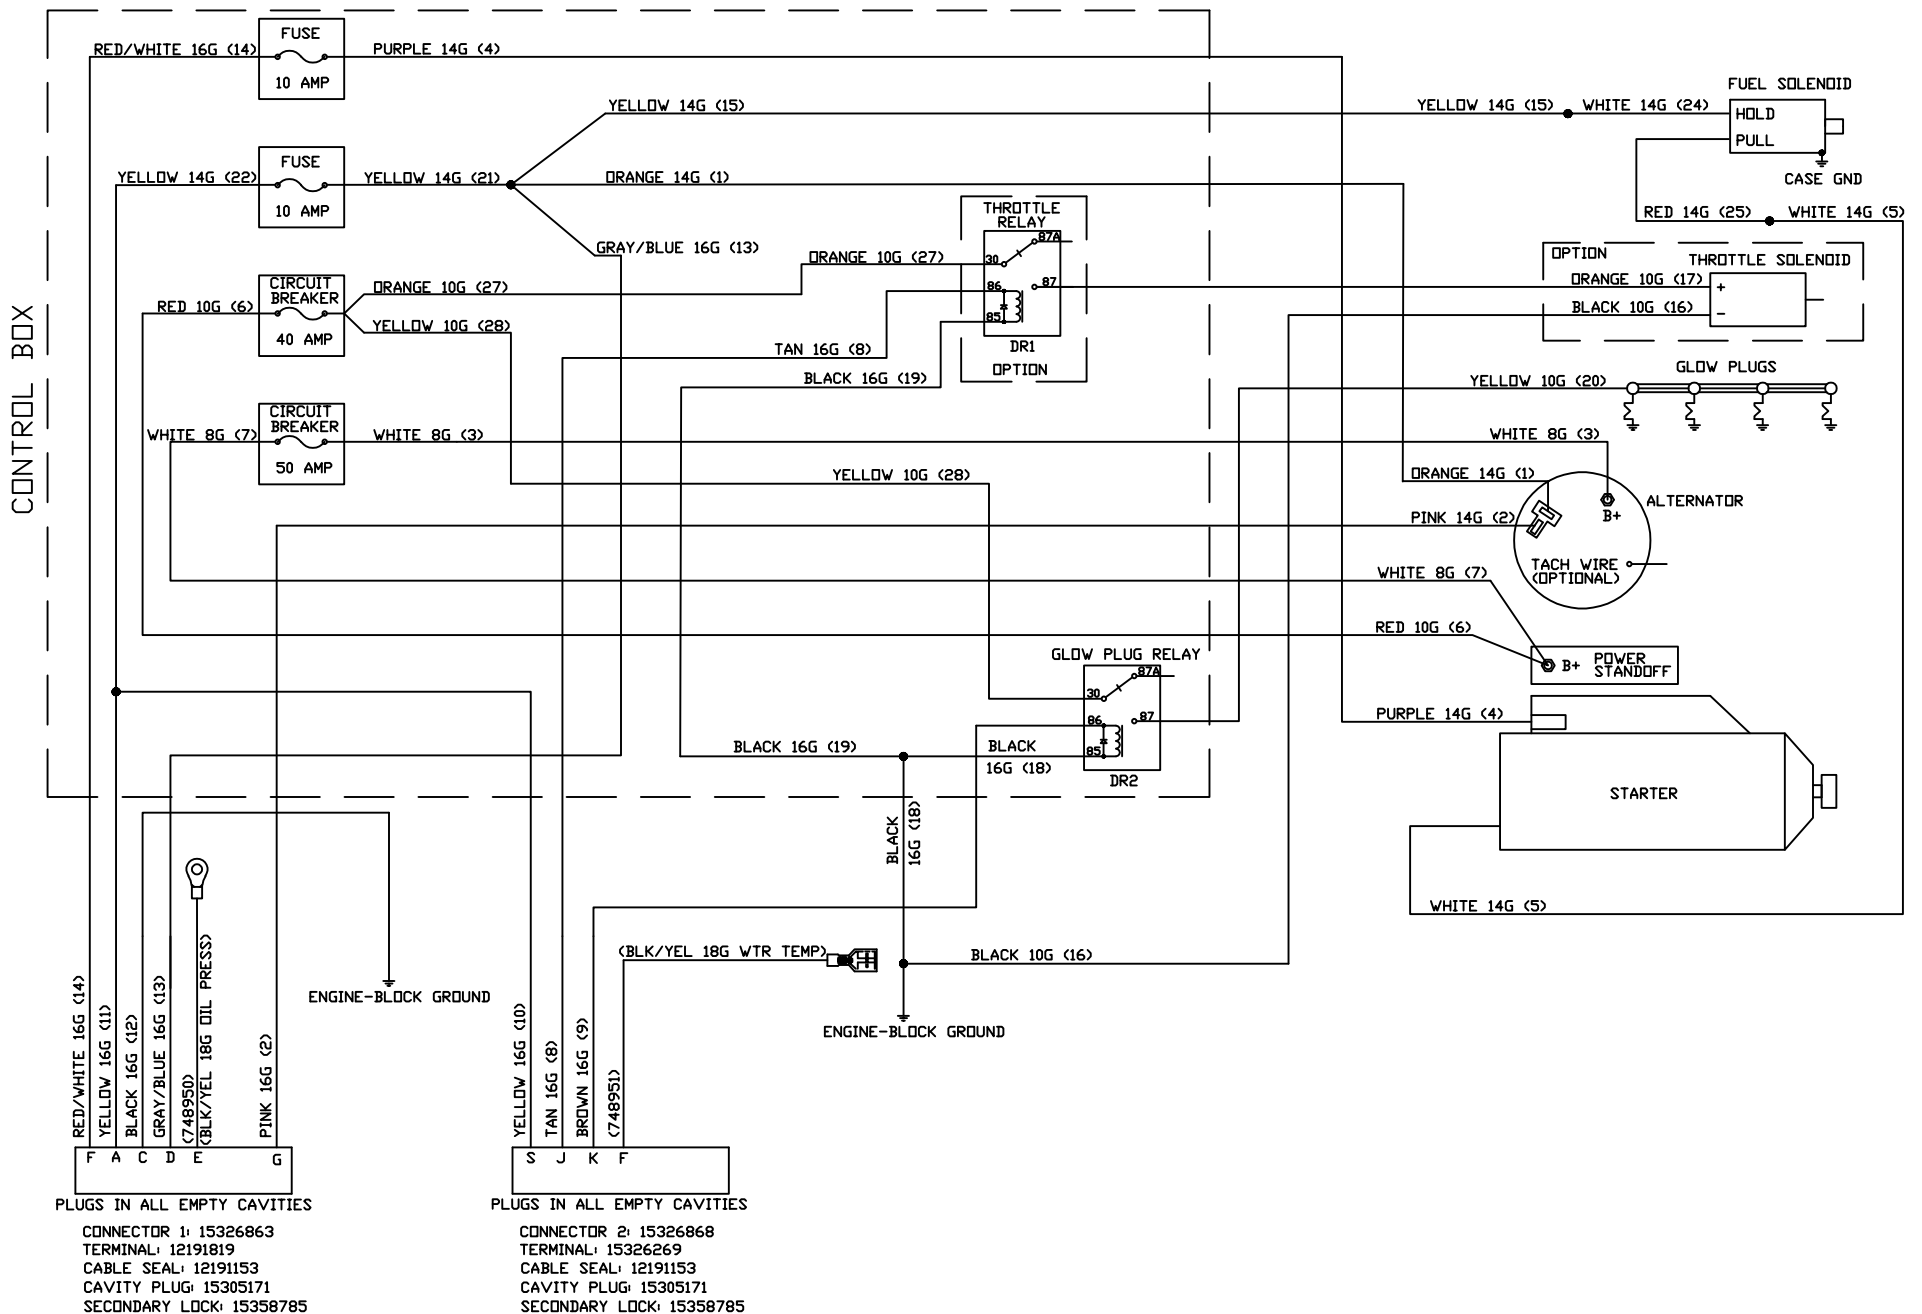 CONTROL BOX
FUSE
10 AMP
RED/WHITE 16G (14)
PURPLE 14G (4)
YELLOW 14G (15)
YELLOW 14G (15)
WHITE 14G (24)
FUEL SOLENOID
HOLD
PULL
CASE GND
FUSE
10 AMP
YELLOW 14G (22)
YELLOW 14G (21)
ORANGE 14G (1)
GRAY/BLUE 16G (13)
RED 14G (25)
WHITE 14G (5)
THROTTLE
RELAY
87A
30
87
86
85
DR1
OPTION
ORANGE 10G (27)
OPTION
THROTTLE SOLENOID
ORANGE 10G (17)
BLACK 10G (16)
+
-
CIRCUIT
BREAKER
40 AMP
RED 10G (6)
ORANGE 10G (27)
YELLOW 10G (28)
TAN 16G (8)
BLACK 16G (19)
GLOW PLUGS
YELLOW 10G (20)
CIRCUIT
BREAKER
50 AMP
WHITE 8G (7)
WHITE 8G (3)
WHITE 8G (3)
YELLOW 10G (28)
ORANGE 14G (1)
ALTERNATOR
B+
PINK 14G (2)
TACH WIRE
(OPTIONAL)
WHITE 8G (7)
RED 10G (6)
B+
POWER
STANDOFF
GLOW PLUG RELAY
87A
30
86
87
85
DR2
PURPLE 14G (4)
STARTER
BLACK 16G (19)
BLACK
16G (18)
BLACK
16G (18)
WHITE 14G (5)
(BLK/YEL 18G WTR TEMP)
BLACK 10G (16)
ENGINE-BLOCK GROUND
ENGINE-BLOCK GROUND
RED/WHITE 16G (14)
YELLOW 16G (11)
BLACK 16G (12)
GRAY/BLUE 16G (13)
(748950)
(BLK/YEL 18G OIL PRESS)
PINK 16G (2)
YELLOW 16G (10)
TAN 16G (8)
BROWN 16G (9)
(748951)
F A C D E G
PLUGS IN ALL EMPTY CAVITIES
CONNECTOR 1: 15326863
TERMINAL: 12191819
CABLE SEAL: 12191153
CAVITY PLUG: 15305171
SECONDARY LOCK: 15358785
S J K F
PLUGS IN ALL EMPTY CAVITIES
CONNECTOR 2: 15326868
TERMINAL: 15326269
CABLE SEAL: 12191153
CAVITY PLUG: 15305171
SECONDARY LOCK: 15358785